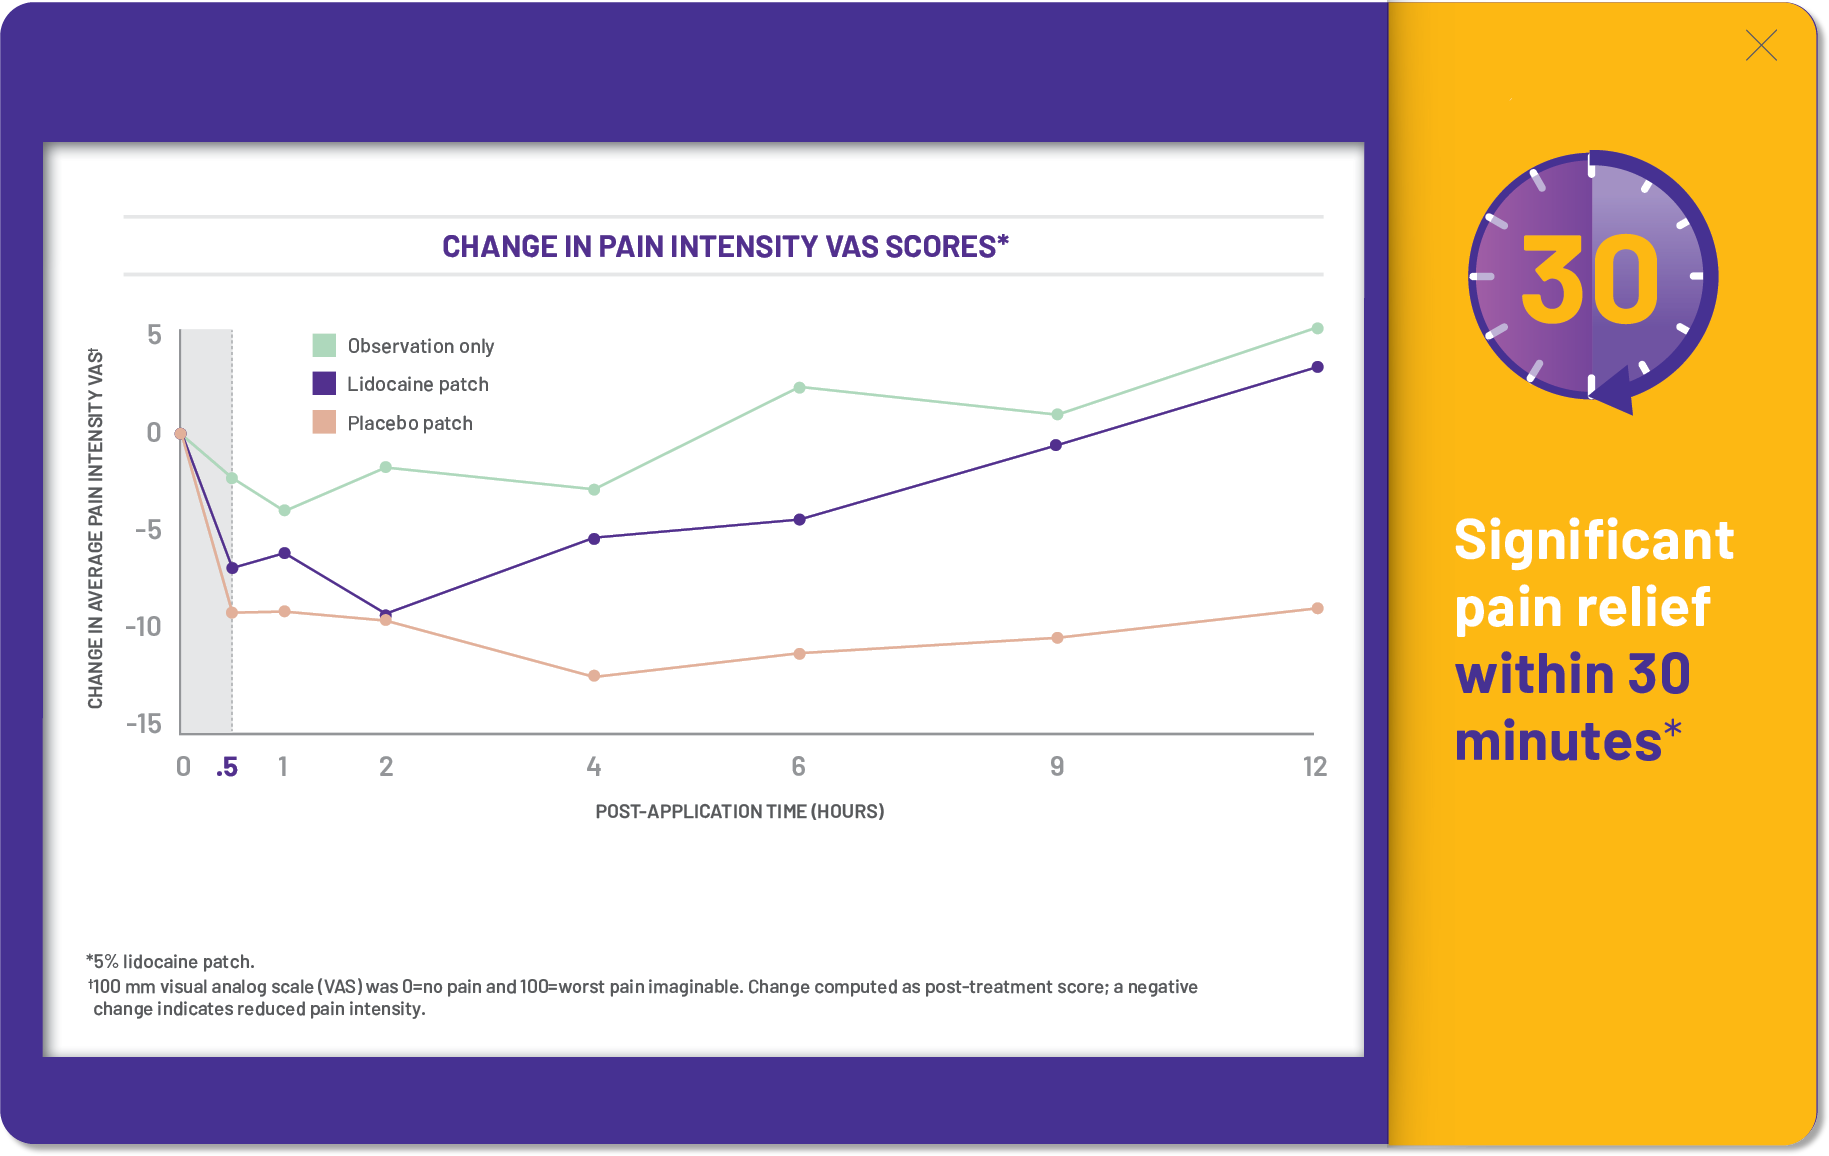 CHANGE IN PAIN INTENSITY VAS SCORES*
CHANGE IN AVERAGE PAIN INTENSITY VAS†
5
0
-5
-10
-15
Observation only
Lidocaine patch
Placebo patch
0 .5 1 2 4 6 9 12
POST-APPLICATION TIME (HOURS)
*5% lidocaine patch.
†100 mm visual analog scale (VAS) was 0=no pain and 100=worst pain imaginable. Change computed as post-treatment score; a negative
change indicates reduced pain intensity.
30
Significant
pain relief
within 30
minutes*